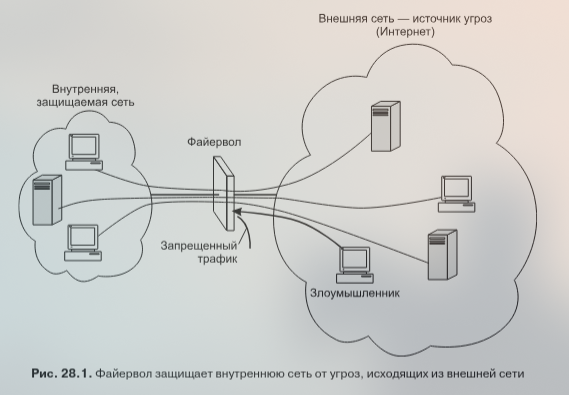 Внешняя сеть — источник угроз
(Интернет)
Внутренняя,
защищаемая сеть
Файервол
Запрещенный
трафик
Злоумышленник
Рис. 28.1. Файервол защищает внутреннюю сеть от угроз, исходящих из внешней сети